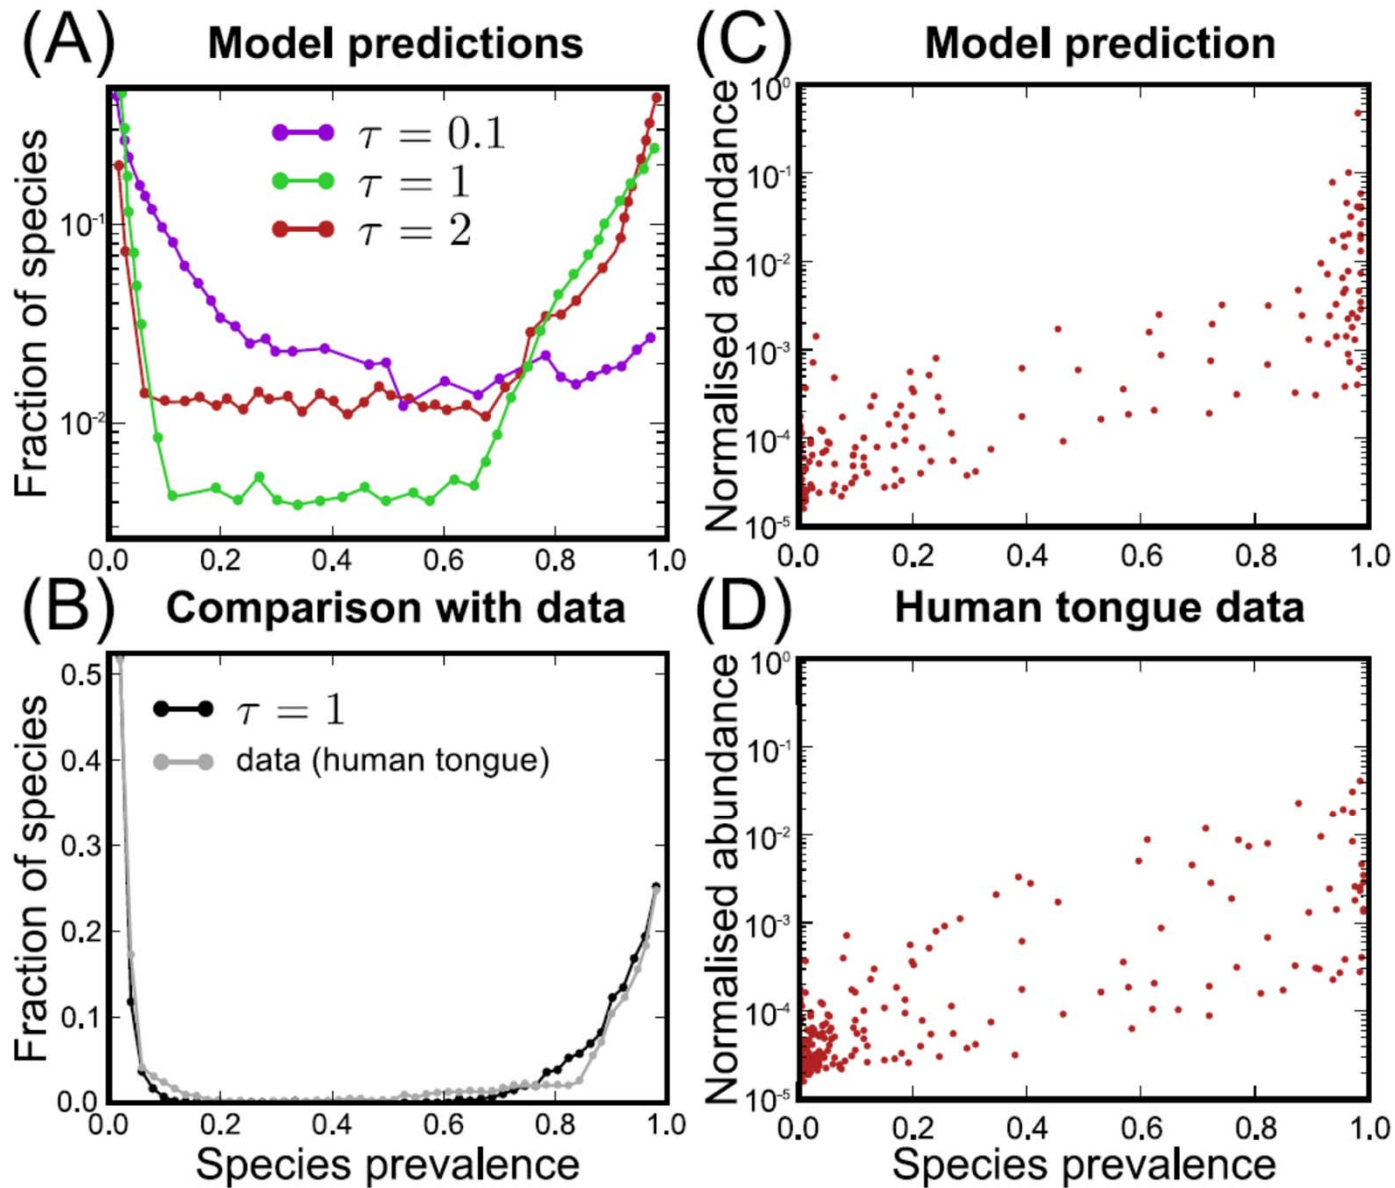 (A) Model predictions
Fraction of species
10⁻¹
10⁻²
τ = 0.1
τ = 1
τ = 2
0.0 0.2 0.4 0.6 0.8 1.0
(C) Model prediction
Normalised abundance
10⁰
10⁻¹
10⁻²
10⁻³
10⁻⁴
10⁻⁵
0.0 0.2 0.4 0.6 0.8 1.0
(B) Comparison with data
Fraction of species
0.5
0.4
0.3
0.2
0.1
0.0
τ = 1
data (human tongue)
0.0 0.2 0.4 0.6 0.8 1.0
Species prevalence
(D) Human tongue data
Normalised abundance
10⁰
10⁻¹
10⁻²
10⁻³
10⁻⁴
10⁻⁵
0.0 0.2 0.4 0.6 0.8 1.0
Species prevalence